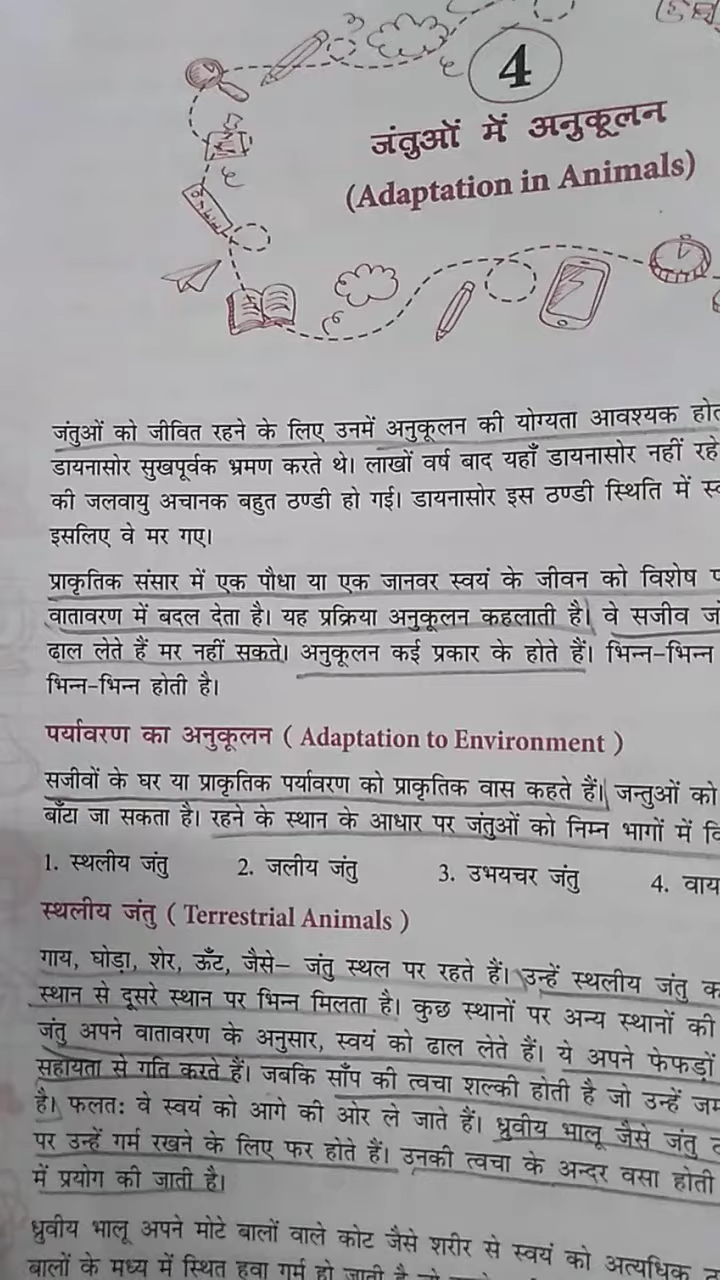 4
जंतुओं में अनुकूलन
(Adaptation in Animals)
जंतुओं को जीवित रहने के लिए उनमें अनुकूलन की योग्यता आवश्यक
डायनासोर सुखपूर्वक भ्रमण करते थे। लाखों वर्ष बाद यहाँ डायनासोर नहीं रहे
की जलवायु अचानक बहुत ठण्डी हो गई। डायनासोर इस ठण्डी स्थिति में
इसलिए वे मर गए।
प्राकृतिक संसार में एक पौधा या एक जानवर स्वयं के जीवन को विशेष
वातावरण में बदल देता है। यह प्रक्रिया अनुकूलन कहलाती है। वे सजीव
ढाल लेते हैं मर नहीं सकते। अनुकूलन कई प्रकार के होते हैं। भिन्न-भिन्न
भिन्न-भिन्न होती है।
पर्यावरण का अनुकूलन ( Adaptation to Environment )
सजीवों के घर या प्राकृतिक पर्यावरण को प्राकृतिक वास कहते हैं। जन्तुओं को
बाँटा जा सकता है। रहने के स्थान के आधार पर जंतुओं को निम्न भागों में
1. स्थलीय जंतु 2. जलीय जंतु 3. उभयचर जंतु 4.
स्थलीय जंतु ( Terrestrial Animals )
गाय, घोड़ा, शेर, ऊँट, जैसे– जंतु स्थल पर रहते हैं। उन्हें स्थलीय जंतु
स्थान से दूसरे स्थान पर भिन्न मिलता है। कुछ स्थानों पर अन्य स्थानों की
जंतु अपने वातावरण के अनुसार, स्वयं को ढाल लेते हैं। ये अपने फेफड़ों
सहायता से गति करते हैं। जबकि साँप की त्वचा शल्की होती है जो उन्हें
है। फलतः वे स्वयं को आगे की ओर ले जाते हैं। ध्रुवीय भालू जैसे जंतु
पर उन्हें गर्म रखने के लिए फर होते हैं। उनकी त्वचा के अन्दर वसा होती
में प्रयोग की जाती है।
ध्रुवीय भालू अपने मोटे बालों वाले कोट जैसे शरीर से स्वयं को अत्यधिक
बालों के मध्य में स्थित हवा गर्म हो जाती है